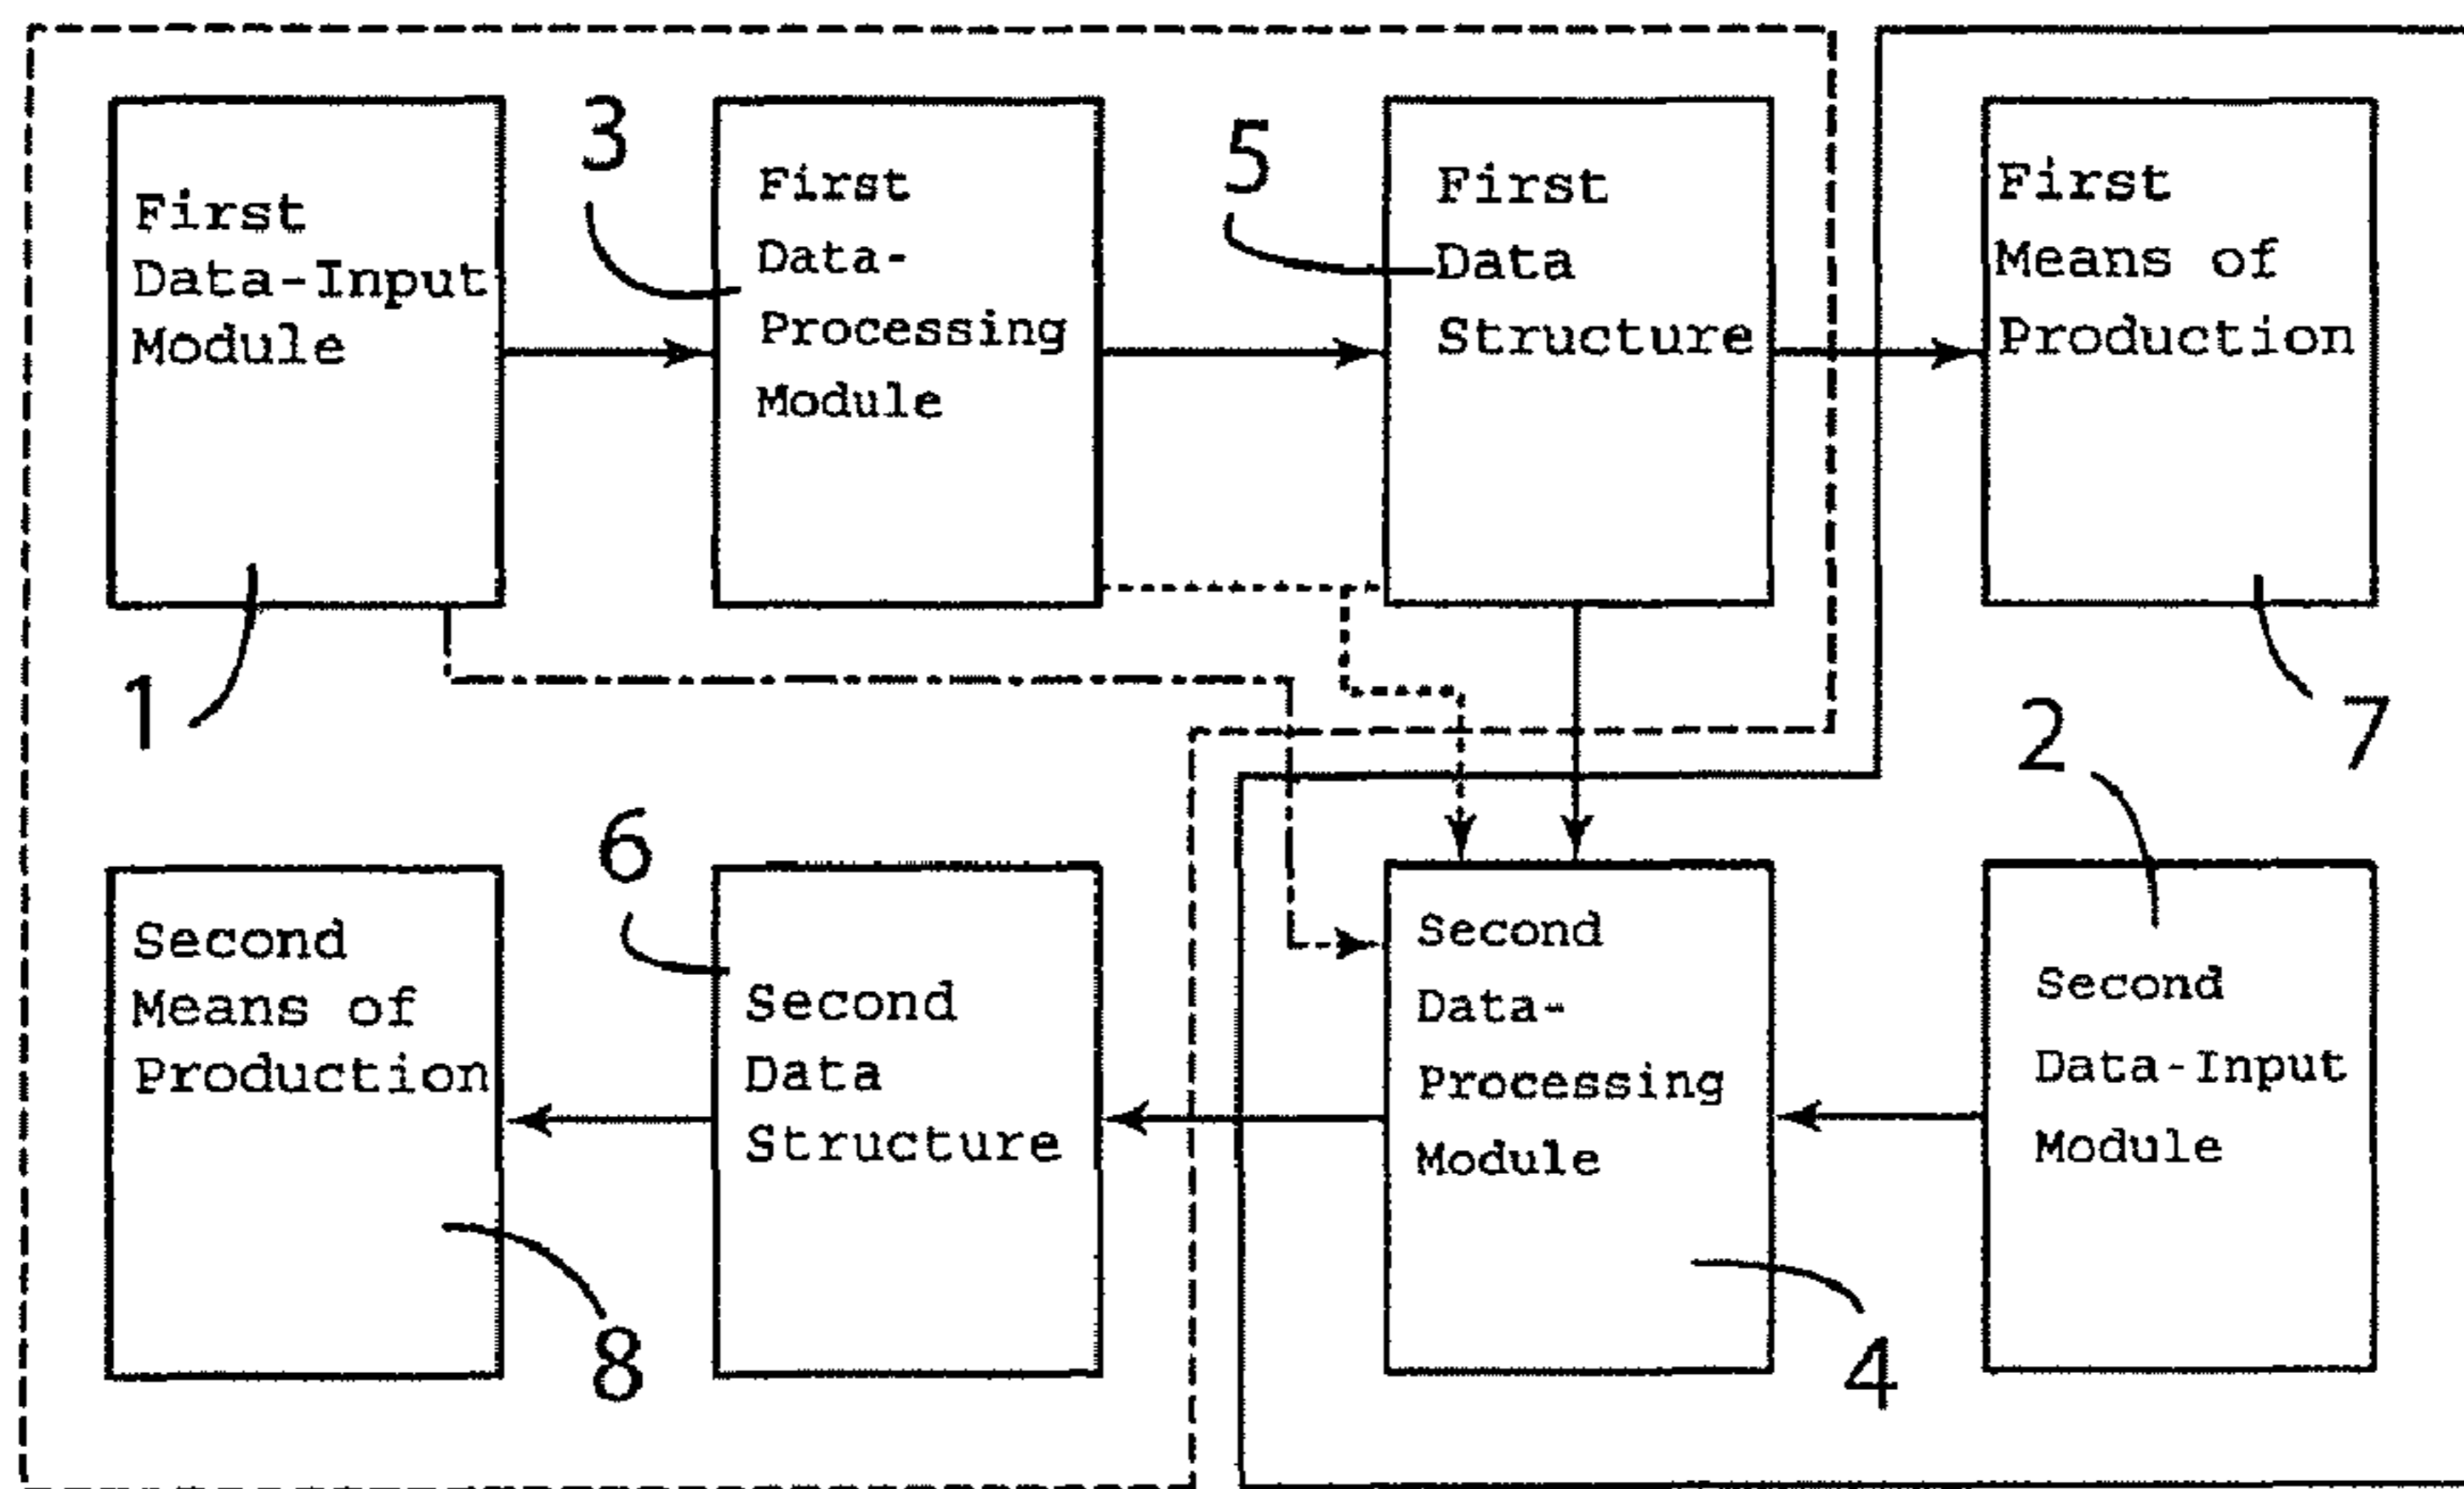 First
Data-Input
Module
1
3
First
Data-
Processing
Module
5
First
Data
Structure
First
Means of
Production
7
Second
Means of
Production
8
6
Second
Data
Structure
Second
Data-
Processing
Module
4
2
Second
Data-Input
Module